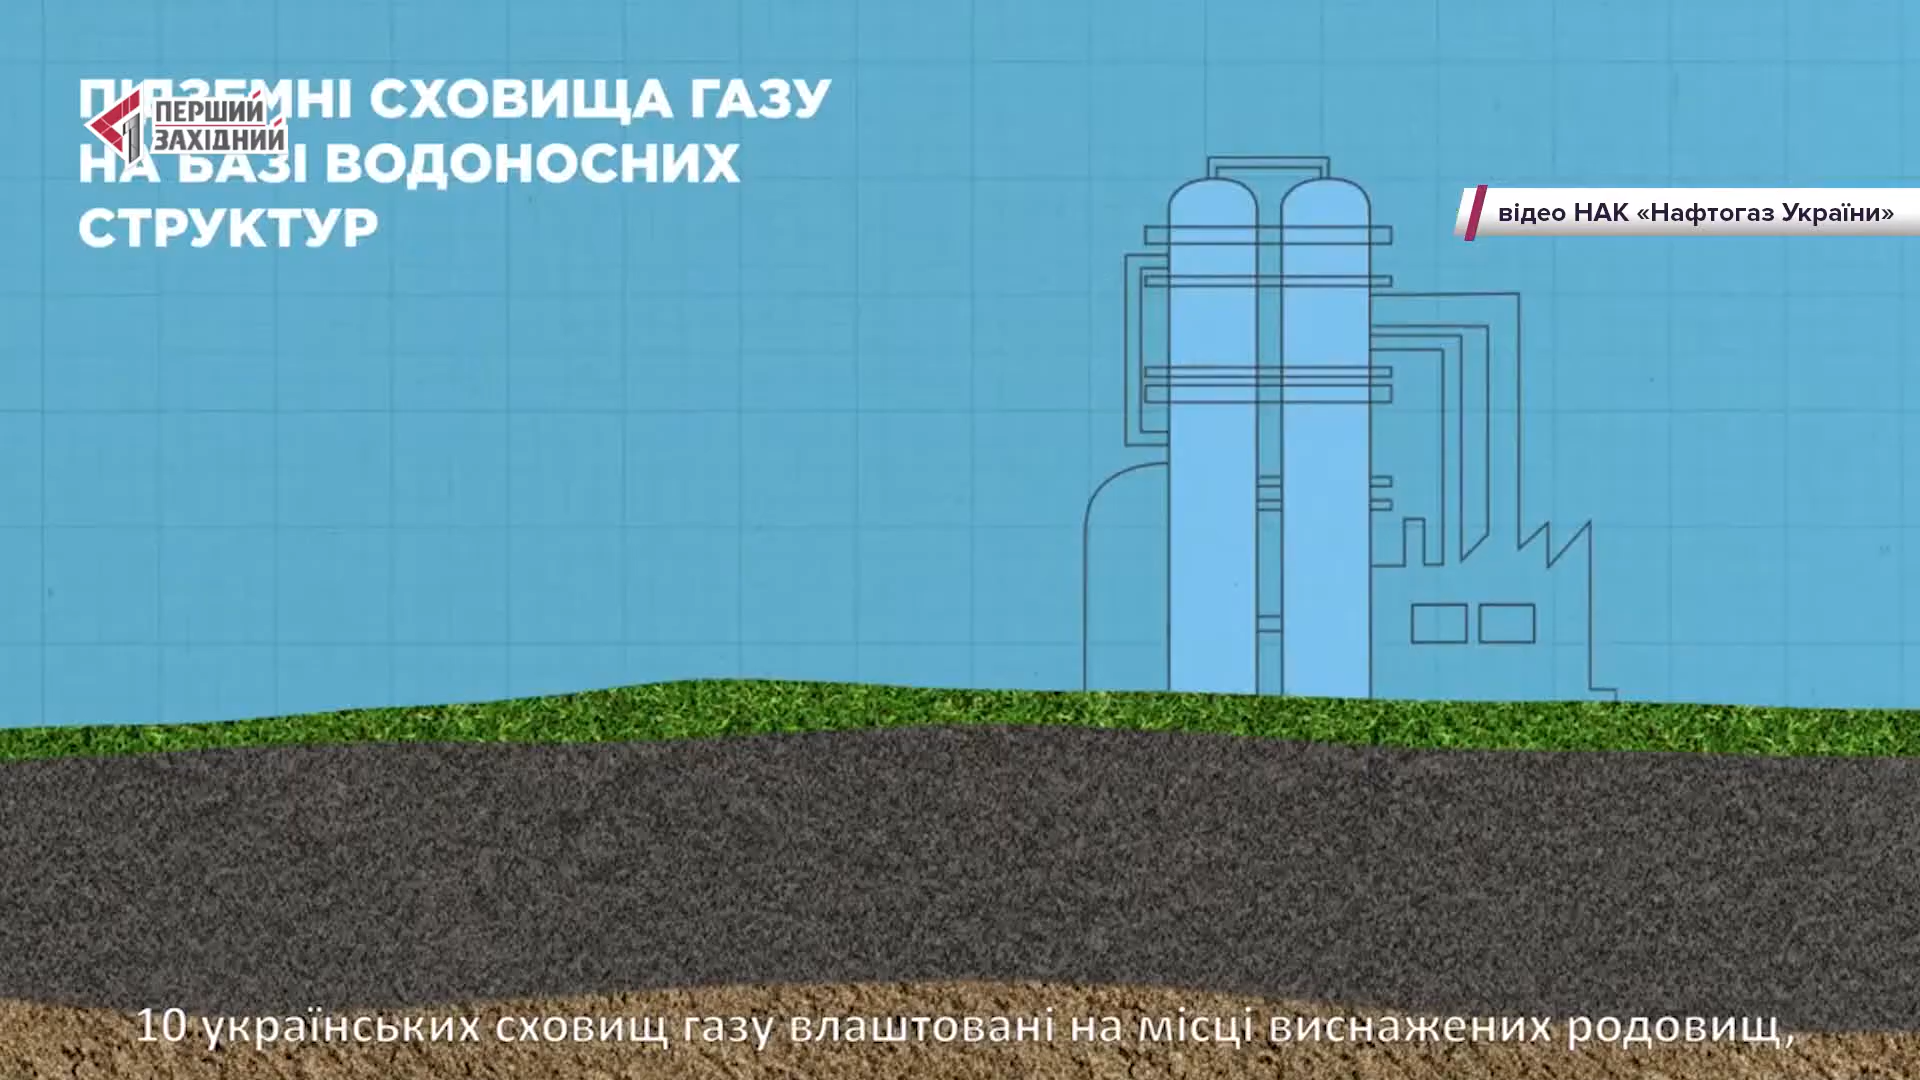 ПІДЗЕМНІ СХОВИЩА ГАЗУ
НА БАЗІ ВОДОНОСНИХ
СТРУКТУР
ПЕРШИЙ
ЗАХІДНИЙ
відео НАК «Нафтогаз України»
10 українських сховищ газу влаштовані на місці виснажених родовищ,